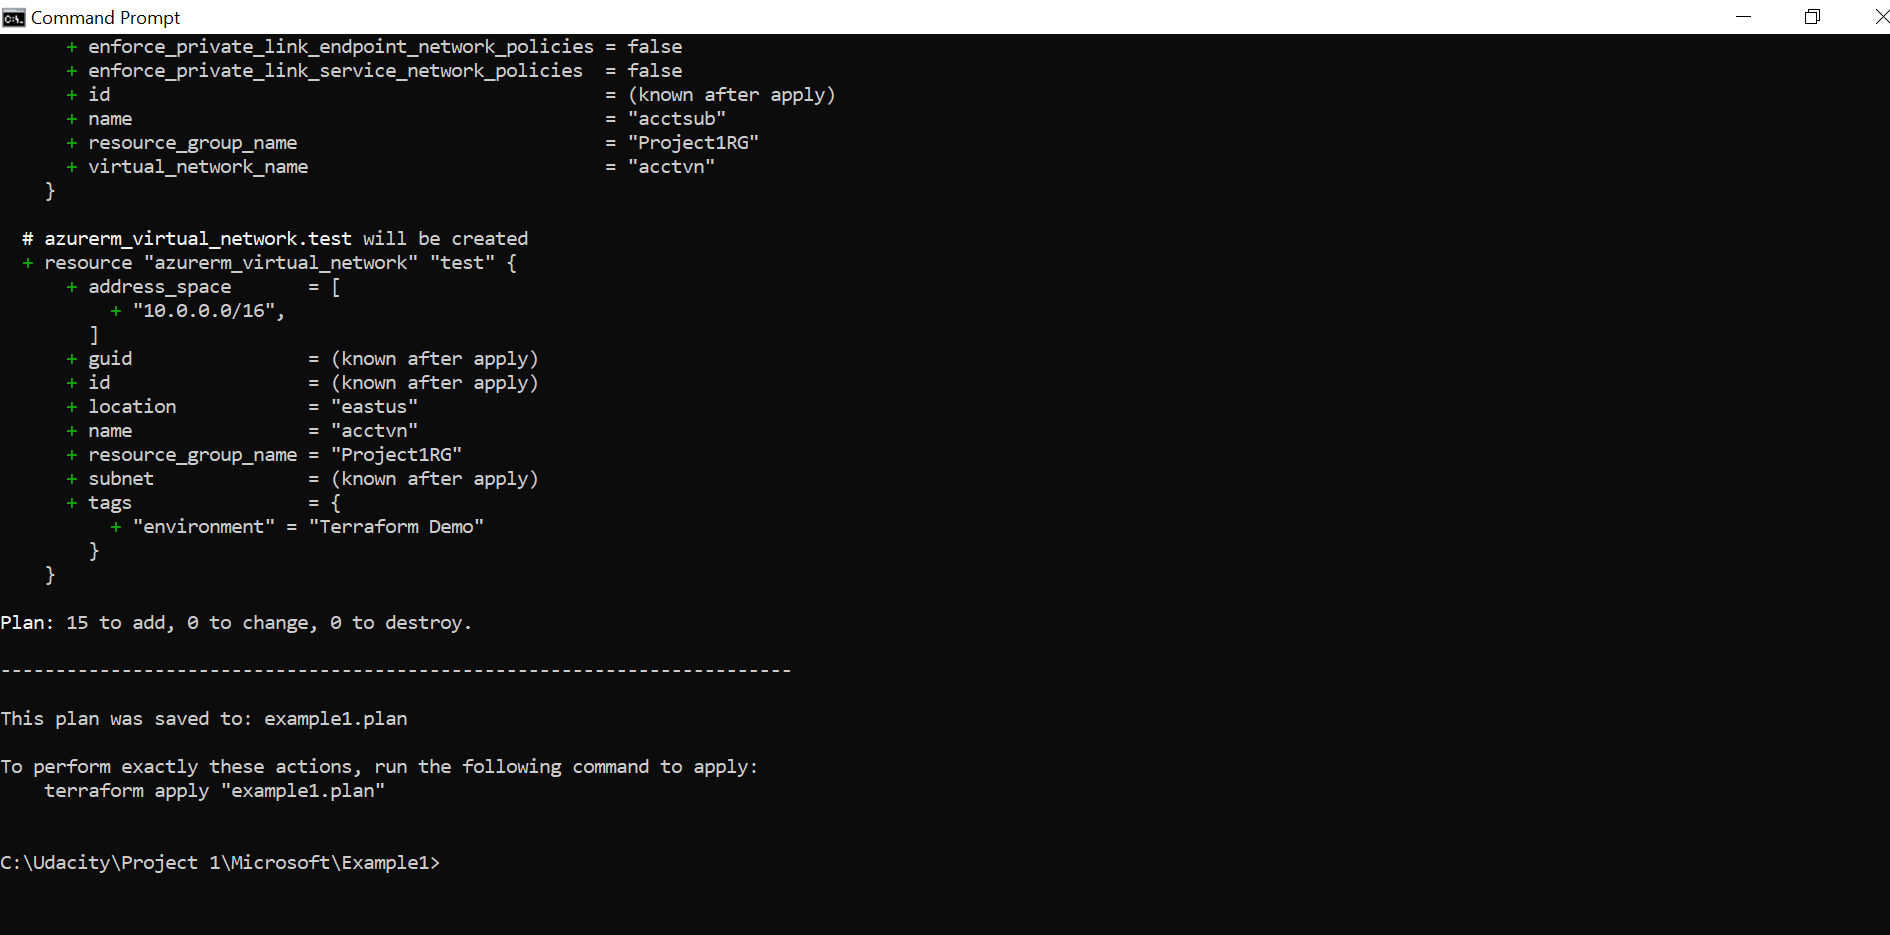 Command Prompt
      + enforce_private_link_endpoint_network_policies = false
      + enforce_private_link_service_network_policies  = false
      + id                                             = (known after apply)
      + name                                           = "acctsub"
      + resource_group_name                            = "Project1RG"
      + virtual_network_name                           = "acctvn"
    }
  # azurerm_virtual_network.test will be created
  + resource "azurerm_virtual_network" "test" {
      + address_space       = [
          + "10.0.0.0/16",
        ]
      + guid                = (known after apply)
      + id                  = (known after apply)
      + location            = "eastus"
      + name                = "acctvn"
      + resource_group_name = "Project1RG"
      + subnet              = (known after apply)
      + tags                = {
          + "environment" = "Terraform Demo"
        }
    }
Plan: 15 to add, 0 to change, 0 to destroy.
------------------------------------------------------------------------
This plan was saved to: example1.plan
To perform exactly these actions, run the following command to apply:
    terraform apply "example1.plan"
C:\Udacity\Project 1\Microsoft\Example1>